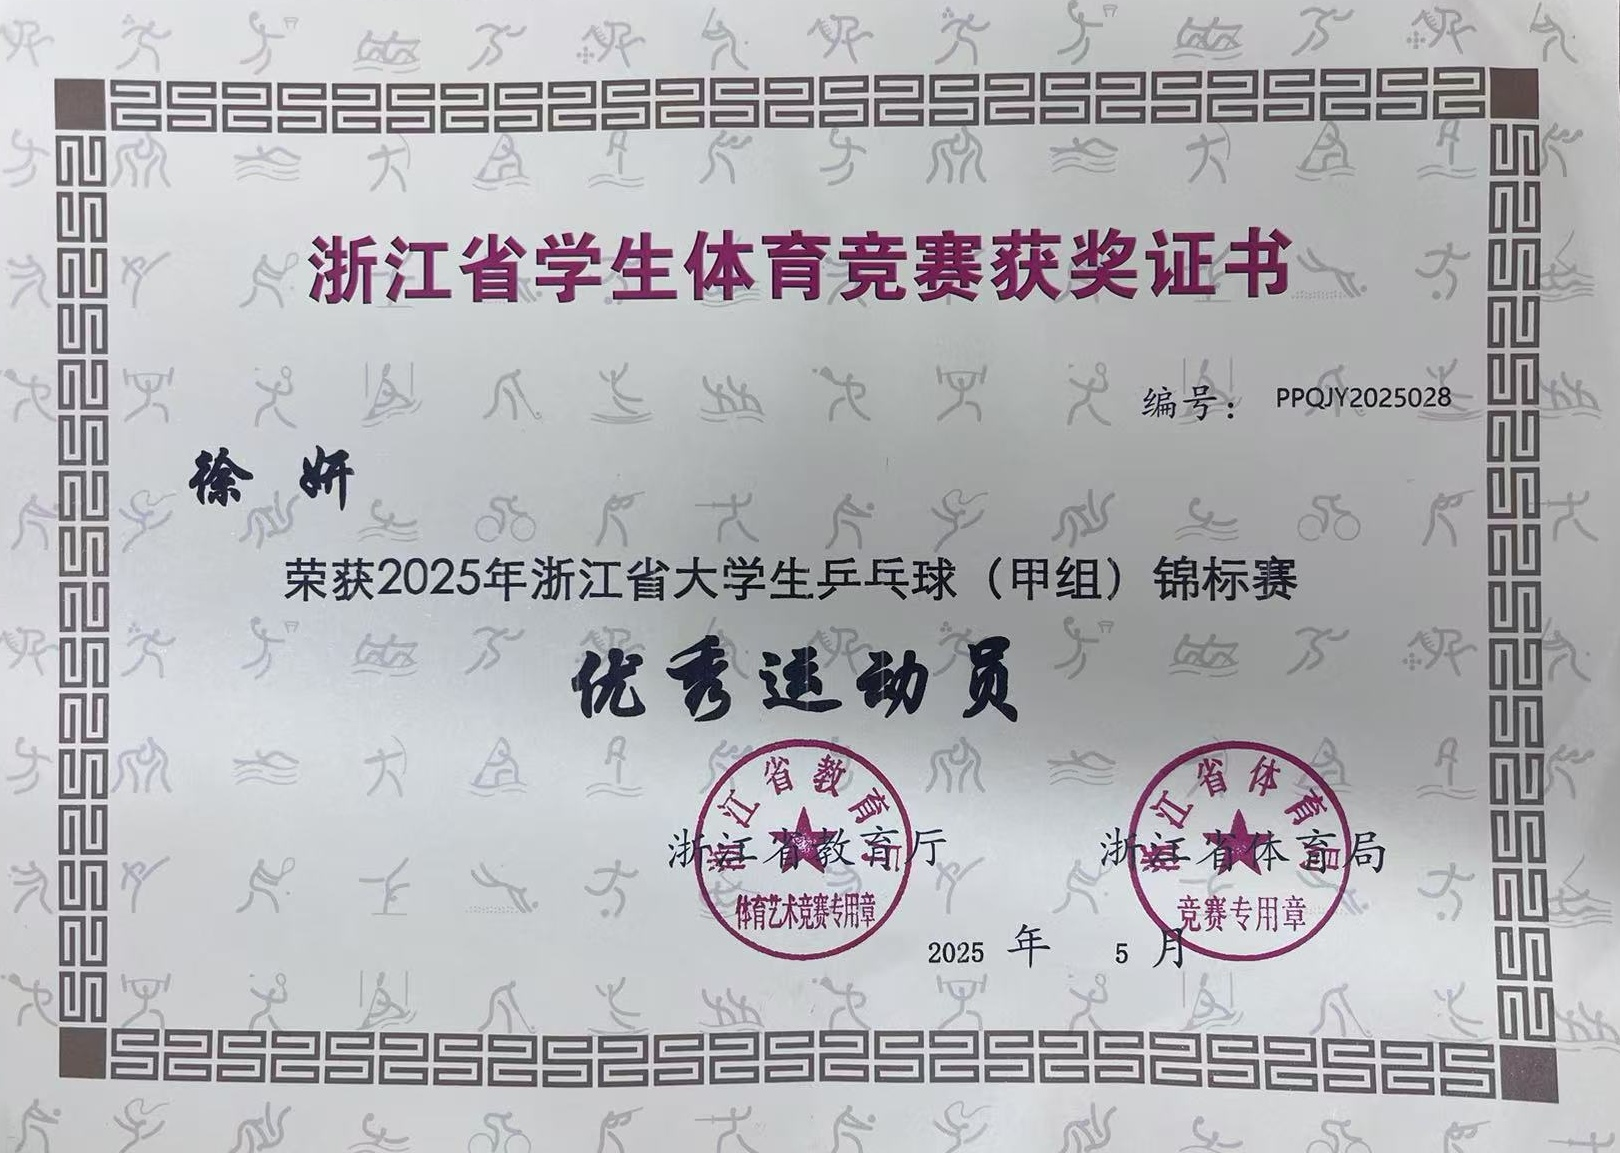 浙江省学生体育竞赛获奖证书
编号： PPQJY2025028
徐妍
荣获2025年浙江省大学生乒乓球（甲组）锦标赛
优秀运动员
浙江省教育厅
体育艺术竞赛专用章
浙江省教育厅
浙江省体育局
竞赛专用章
浙江省体育局
2025 年 5 月